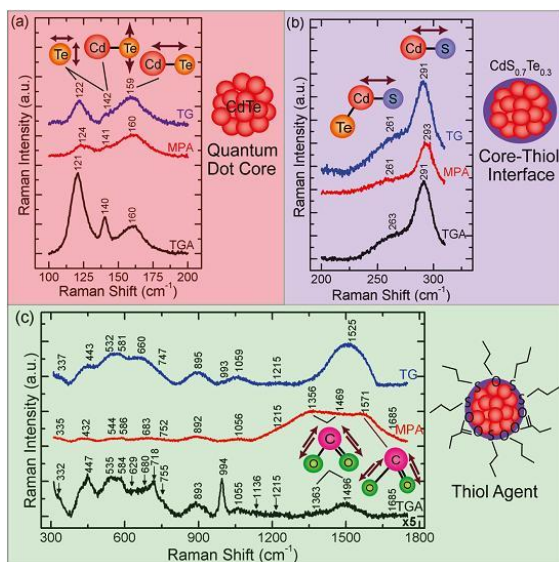 (a)
Te
Cd
Te
Cd
Te
122
142
159
TG
124
141
160
MPA
121
140
160
TGA
Raman Intensity (a.u.)
100 125 150 175 200
Raman Shift (cm⁻¹)
CdTe
Quantum
Dot Core
(b)
Cd S
Cd S
Te
291
261
TG
293
261
MPA
291
263
TGA
Raman Intensity (a.u.)
200 250 300
Raman Shift (cm⁻¹)
CdS0.7Te0.3
Core-Thiol
Interface
(c)
337
443
532
581
660
747
895
993
1059
1215
1525
TG
335
432
544
586
683
752
892
1056
1215
1356
1469
1571
1685
MPA
332
447
535
584
629
680
718
755
893
994
1055
1136
1215
1363
1496
1685
TGA
x5
C
O O
C
O O
Raman Intensity (a.u.)
300 600 900 1200 1500 1800
Raman Shift (cm⁻¹)
Thiol Agent